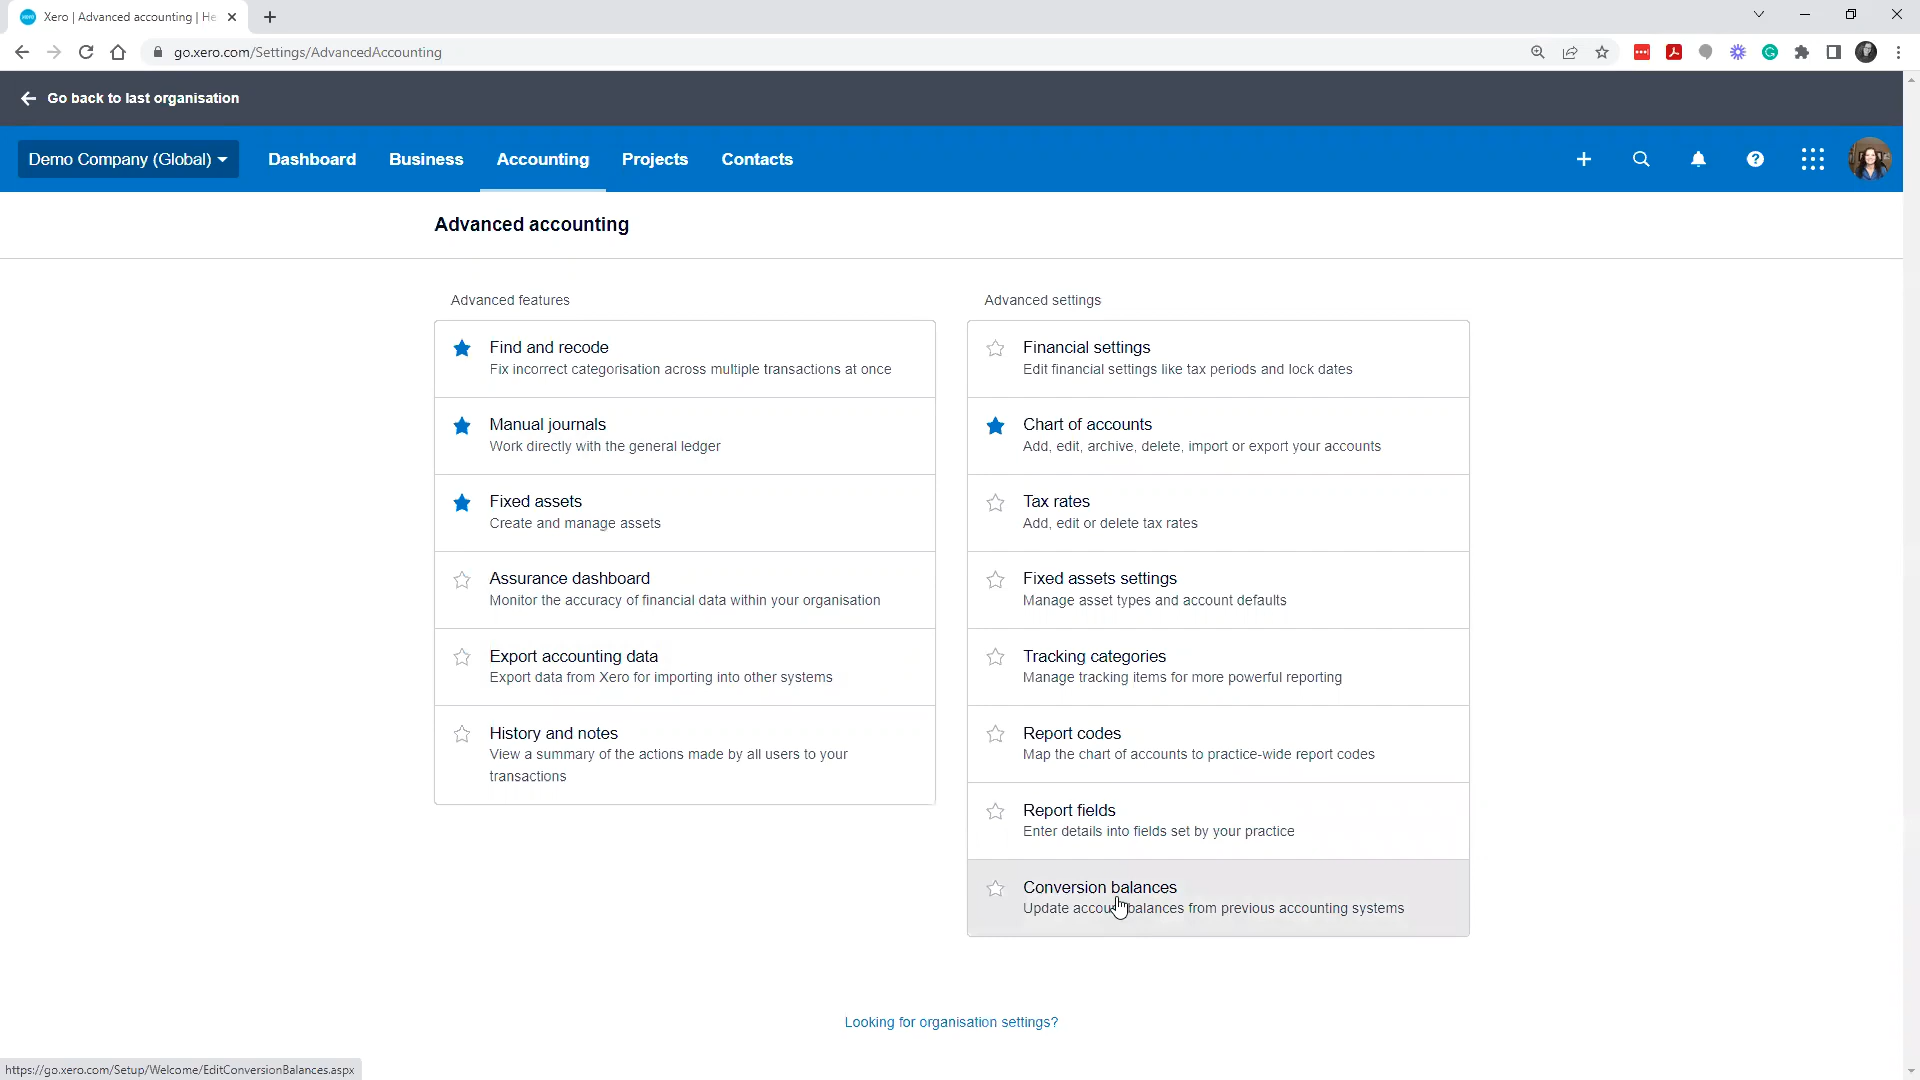 Xero | Advanced accounting | He
go.xero.com/Settings/AdvancedAccounting
Go back to last organisation
Demo Company (Global)
Dashboard
Business
Accounting
Projects
Contacts
Advanced accounting
Advanced features
Find and recode
Fix incorrect categorisation across multiple transactions at once
Manual journals
Work directly with the general ledger
Fixed assets
Create and manage assets
Assurance dashboard
Monitor the accuracy of financial data within your organisation
Export accounting data
Export data from Xero for importing into other systems
History and notes
View a summary of the actions made by all users to your
transactions
Advanced settings
Financial settings
Edit financial settings like tax periods and lock dates
Chart of accounts
Add, edit, archive, delete, import or export your accounts
Tax rates
Add, edit or delete tax rates
Fixed assets settings
Manage asset types and account defaults
Tracking categories
Manage tracking items for more powerful reporting
Report codes
Map the chart of accounts to practice-wide report codes
Report fields
Enter details into fields set by your practice
Conversion balances
Update account balances from previous accounting systems
Looking for organisation settings?
https://go.xero.com/Setup/Welcome/EditConversionBalances.aspx